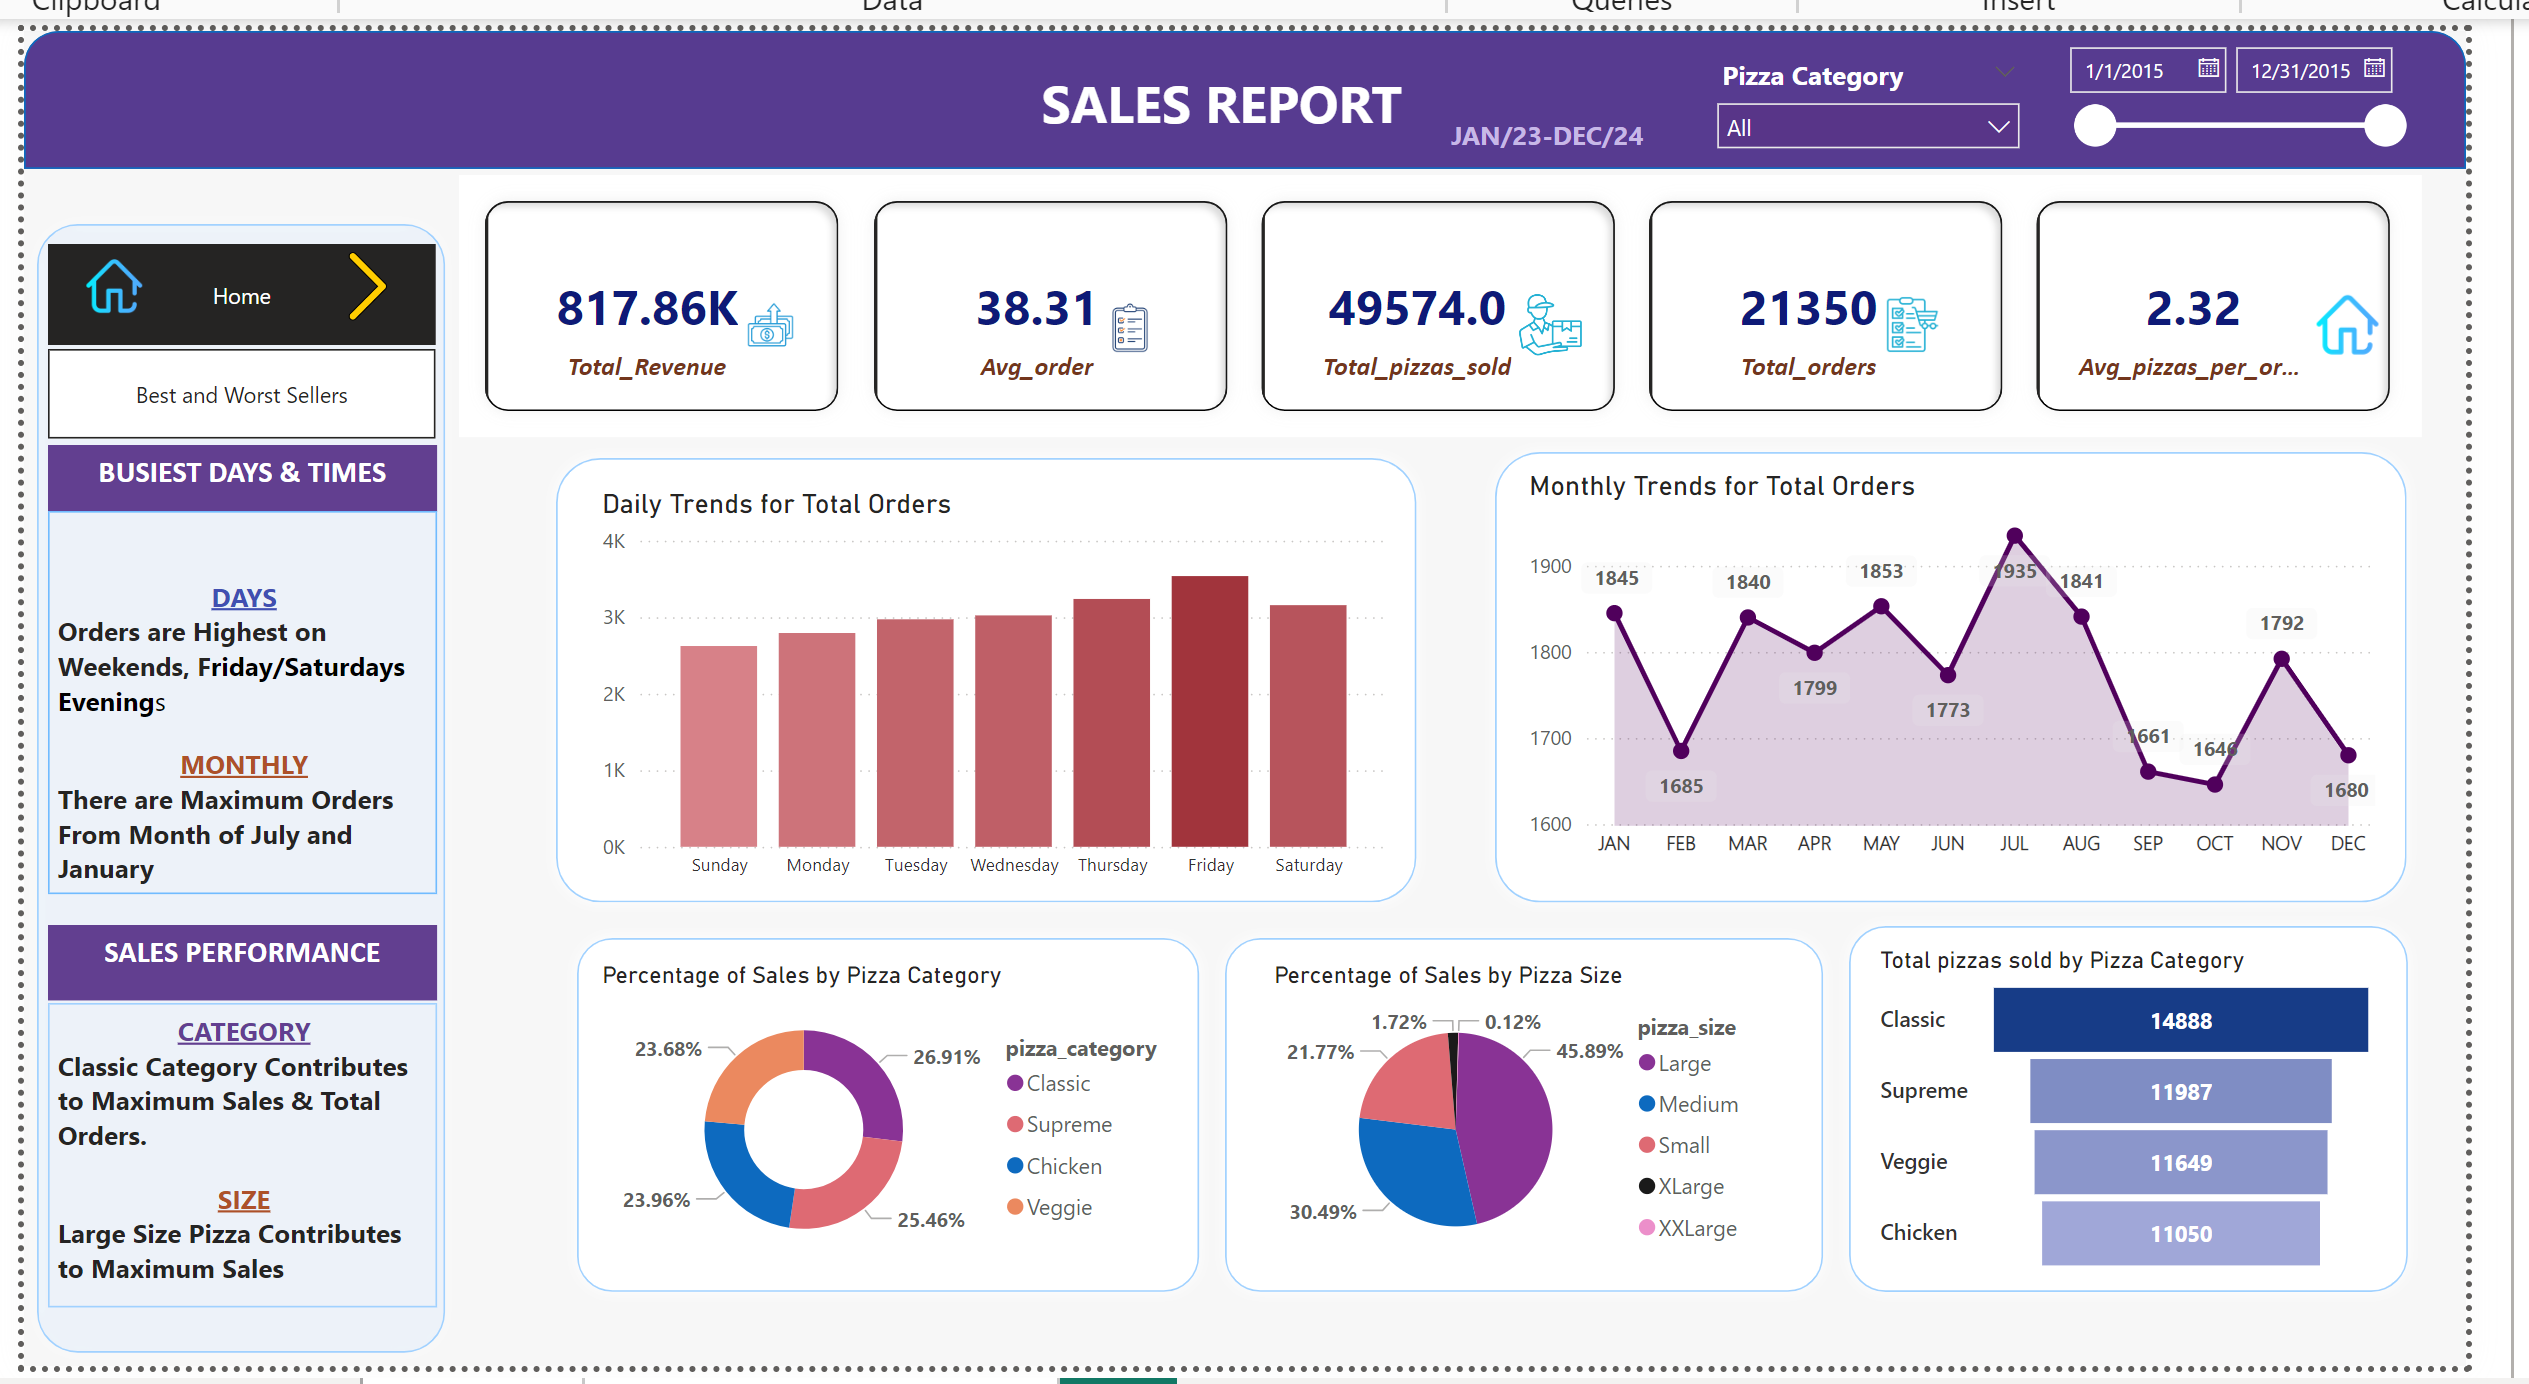 Clipboard
Data
Queries
Insert
SALES REPORT
JAN/23-DEC/24
Pizza Category
All
1/1/2015
12/31/2015
Home
Best and Worst Sellers
BUSIEST DAYS & TIMES
DAYS
Orders are Highest on
Weekends, Friday/Saturdays
Evenings
MONTHLY
There are Maximum Orders
From Month of July and
January
SALES PERFORMANCE
CATEGORY
Classic Category Contributes
to Maximum Sales & Total
Orders.
SIZE
Large Size Pizza Contributes
to Maximum Sales
817.86K
Total_Revenue
38.31
Avg_order
49574.0
Total_pizzas_sold
21350
Total_orders
2.32
Avg_pizzas_per_or...
Daily Trends for Total Orders
4K
3K
2K
1K
0K
Sunday
Monday
Tuesday
Wednesday
Thursday
Friday
Saturday
Monthly Trends for Total Orders
1900
1800
1700
1600
1845
1685
1840
1799
1853
1773
1935
1841
1661
1646
1792
1680
JAN
FEB
MAR
APR
MAY
JUN
JUL
AUG
SEP
OCT
NOV
DEC
Percentage of Sales by Pizza Category
23.68%
26.91%
23.96%
25.46%
pizza_category
Classic
Supreme
Chicken
Veggie
Percentage of Sales by Pizza Size
1.72%
0.12%
21.77%
45.89%
30.49%
pizza_size
Large
Medium
Small
XLarge
XXLarge
Total pizzas sold by Pizza Category
Classic
14888
Supreme
11987
Veggie
11649
Chicken
11050